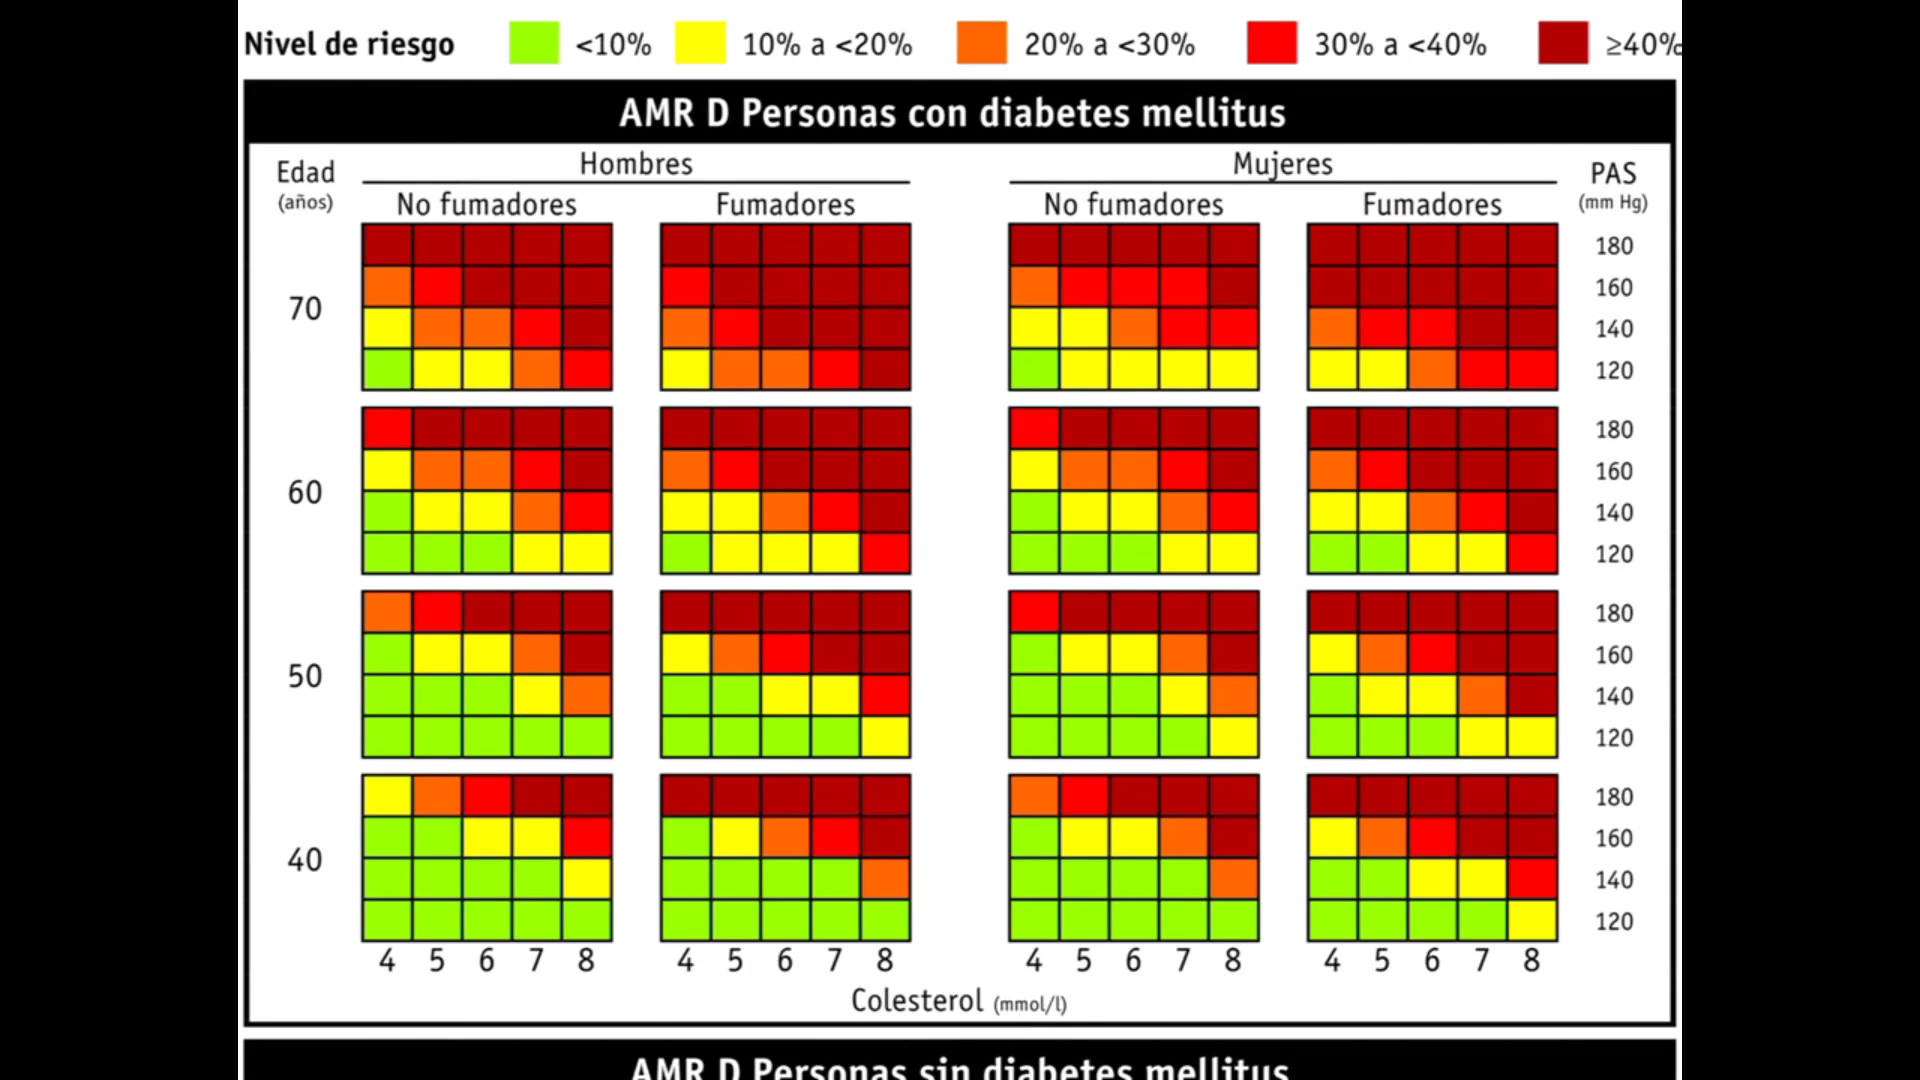 Nivel de riesgo <10% 10% a <20% 20% a <30% 30% a <40% ≥40%
AMR D Personas con diabetes mellitus
Edad Hombres Mujeres PAS
(años) No fumadores Fumadores No fumadores Fumadores (mm Hg)
180
160
70
140
120
180
160
60
140
120
180
160
50
140
120
180
160
40
140
120
4 5 6 7 8 4 5 6 7 8 4 5 6 7 8 4 5 6 7 8
Colesterol (mmol/l)
AMR D Personas sin diabetes mellitus